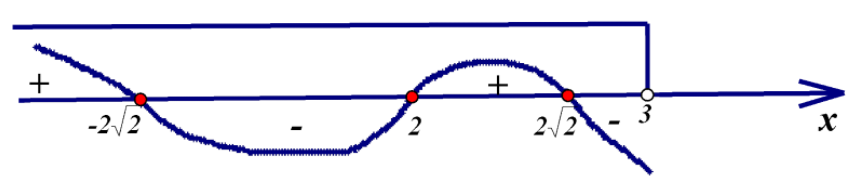 + +
-2√2 - 2 2√2 - 3 x